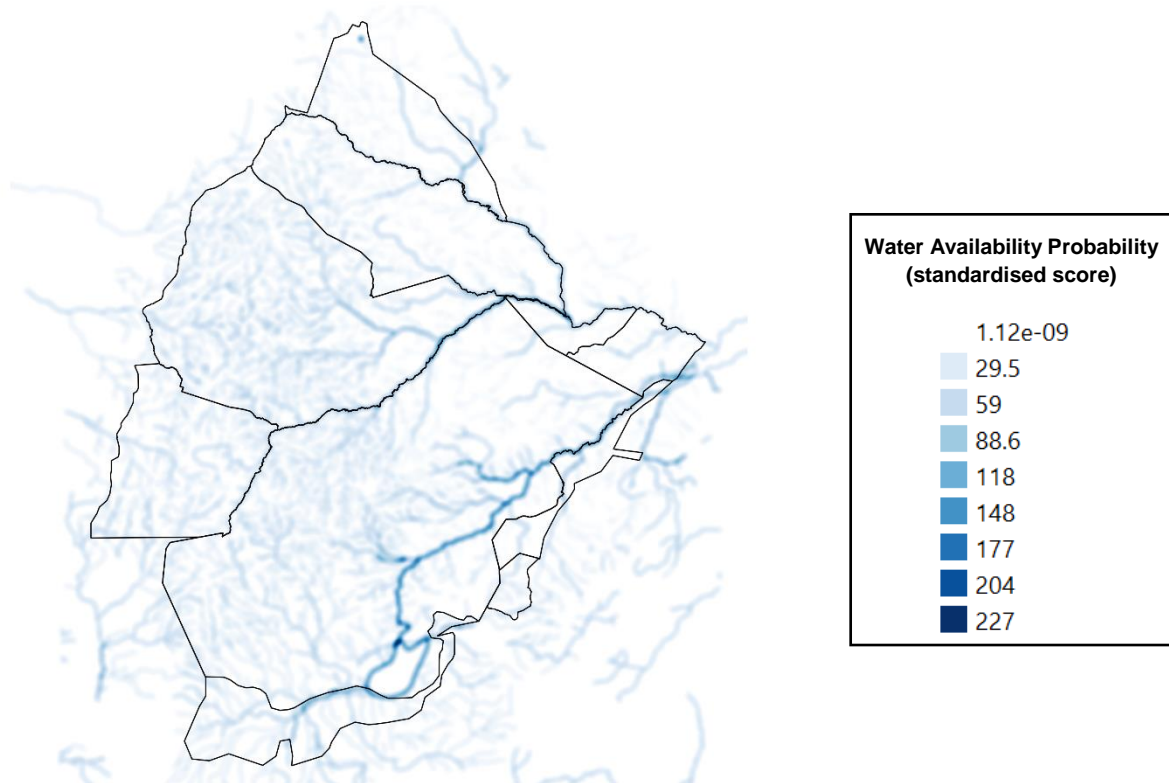 Water Availability Probability
(standardised score)
1.12e-09
29.5
59
88.6
118
148
177
204
227